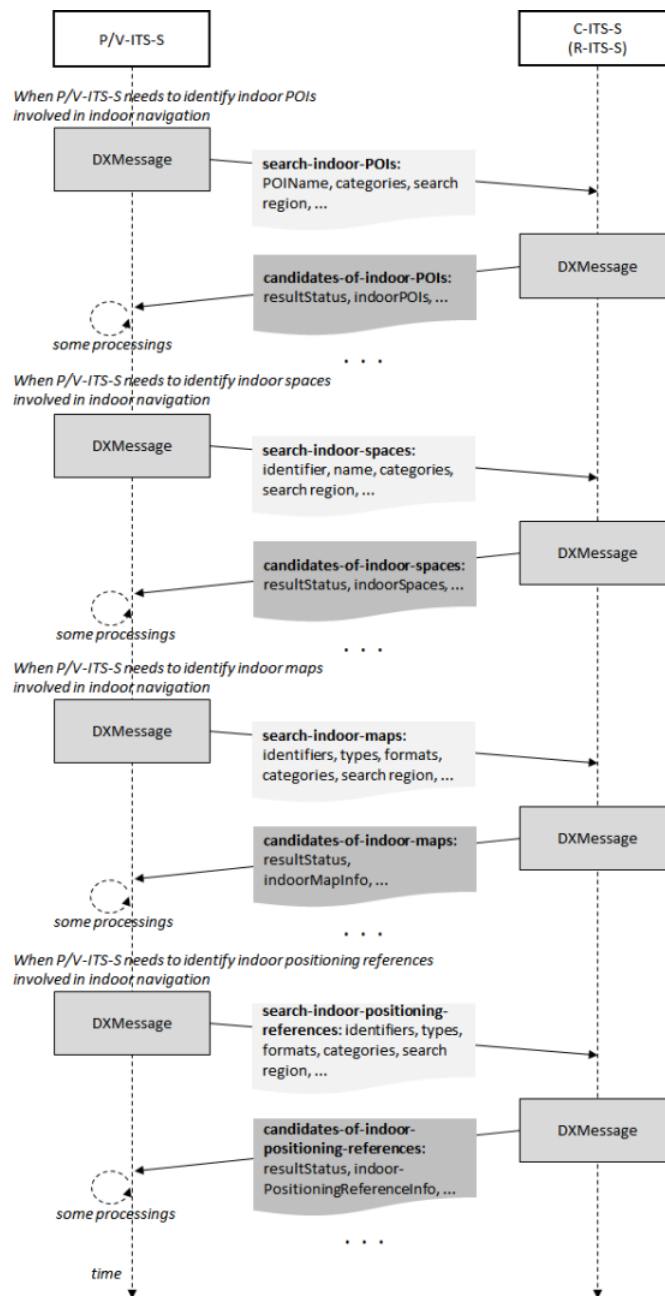 P/V-ITS-S
C-ITS-S
(R-ITS-S)
When P/V-ITS-S needs to identify indoor POIs
involved in indoor navigation
DXMessage
search-indoor-POIs:
POIName, categories, search
region, ...
DXMessage
candidates-of-indoor-POIs:
resultStatus, indoorPOIs, ...
some processings
. . .
When P/V-ITS-S needs to identify indoor spaces
involved in indoor navigation
DXMessage
search-indoor-spaces:
identifier, name, categories,
search region, ...
DXMessage
candidates-of-indoor-spaces:
resultStatus, indoorSpaces, ...
some processings
. . .
When P/V-ITS-S needs to identify indoor maps
involved in indoor navigation
DXMessage
search-indoor-maps:
identifiers, types, formats,
categories, search region, ...
DXMessage
candidates-of-indoor-maps:
resultStatus,
indoorMapInfo, ...
some processings
. . .
When P/V-ITS-S needs to identify indoor positioning references
involved in indoor navigation
DXMessage
search-indoor-positioning-
references: identifiers, types,
formats, categories, search
region, ...
DXMessage
candidates-of-indoor-
positioning-references:
resultStatus, indoor-
PositioningReferenceInfo, ...
some processings
. . .
time